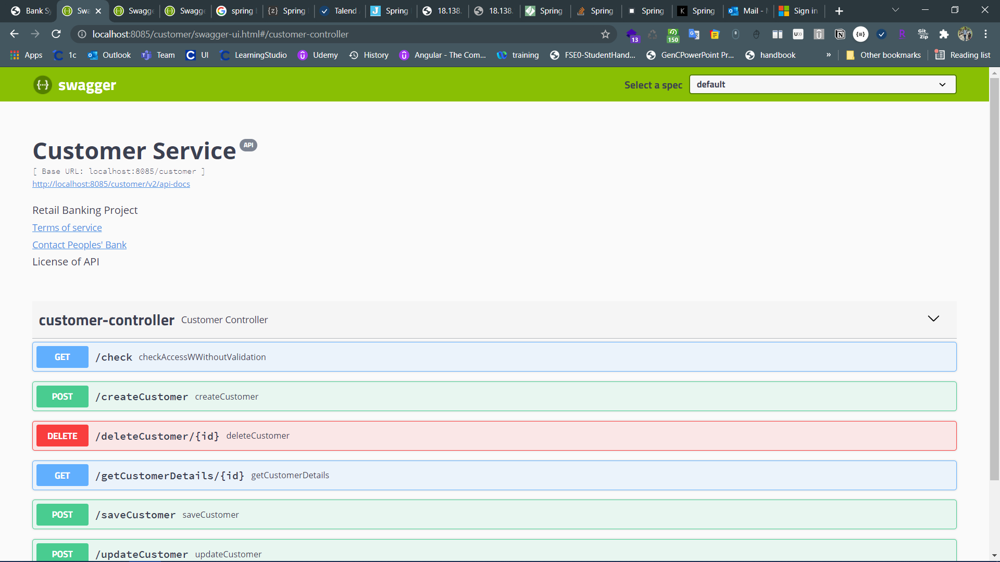 Bank Sy Swa Swagge Swagge spring Spring Talend Spring 18.138. 18.138. Spring Spring Spring Spring Mail - Sign in
localhost:8085/customer/swagger-ui.html#/customer-controller
13 150 Git Zip
Apps 1c Outlook Team UI LearningStudio Udemy History Angular - The Com... training FSE0-StudentHand... GenCPowerPoint Pr... handbook » Other bookmarks Reading list
swagger Select a spec default
Customer Service API
[ Base URL: localhost:8085/customer ]
http://localhost:8085/customer/v2/api-docs
Retail Banking Project
Terms of service
Contact Peoples' Bank
License of API
customer-controller Customer Controller
GET /check checkAccessWWithoutValidation
POST /createCustomer createCustomer
DELETE /deleteCustomer/{id} deleteCustomer
GET /getCustomerDetails/{id} getCustomerDetails
POST /saveCustomer saveCustomer
POST /updateCustomer updateCustomer